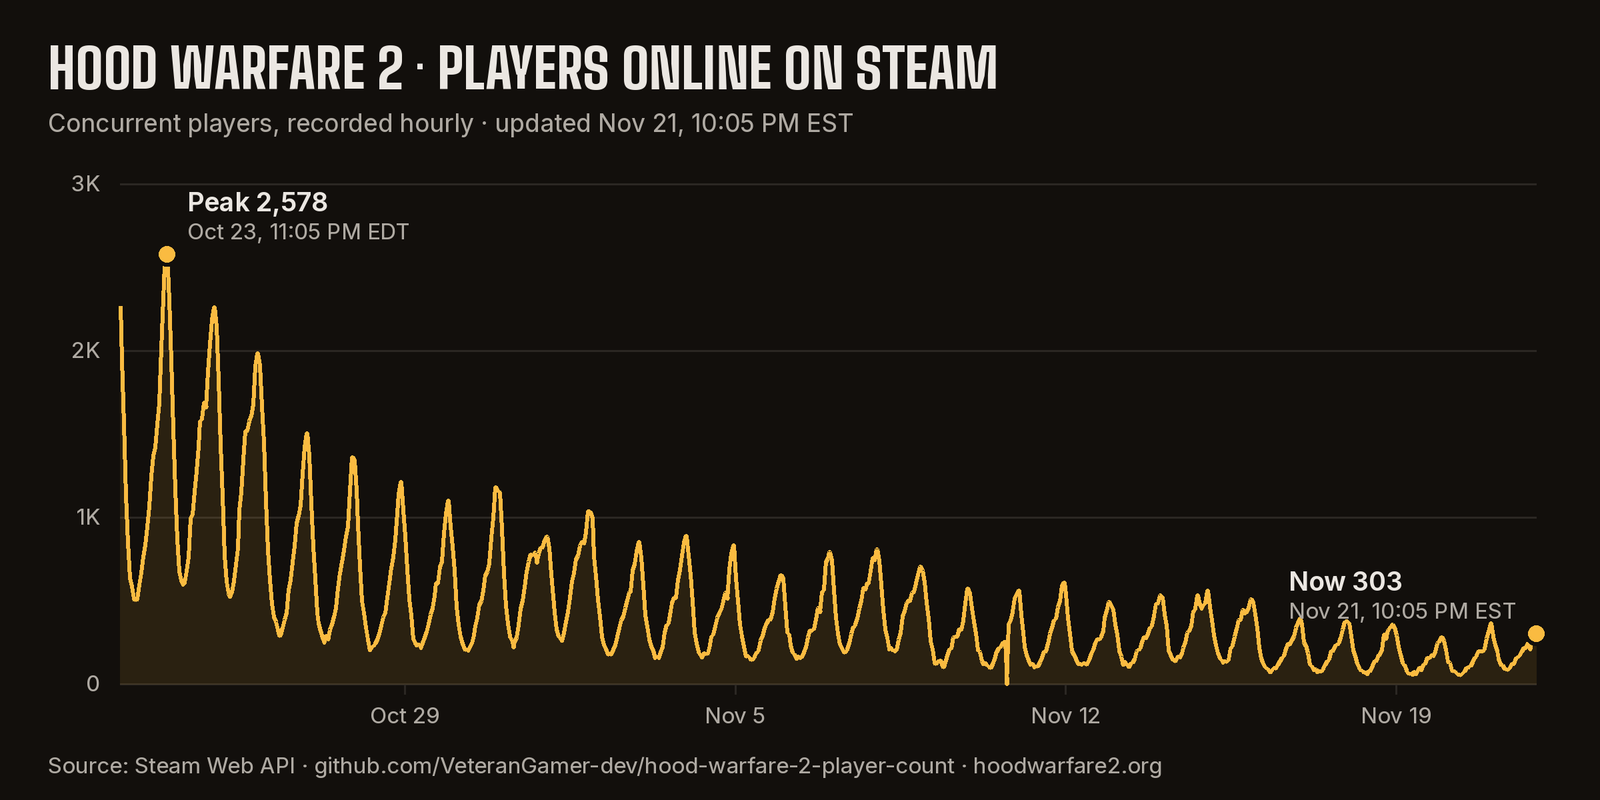 HOOD WARFARE 2 · PLAYERS ONLINE ON STEAM
Concurrent players, recorded hourly · updated Nov 21, 10:05 PM EST
3K
Peak 2,578
Oct 23, 11:05 PM EDT
2K
1K
Now 303
Nov 21, 10:05 PM EST
0
Oct 29
Nov 5
Nov 12
Nov 19
Source: Steam Web API · github.com/VeteranGamer-dev/hood-warfare-2-player-count · hoodwarfare2.org